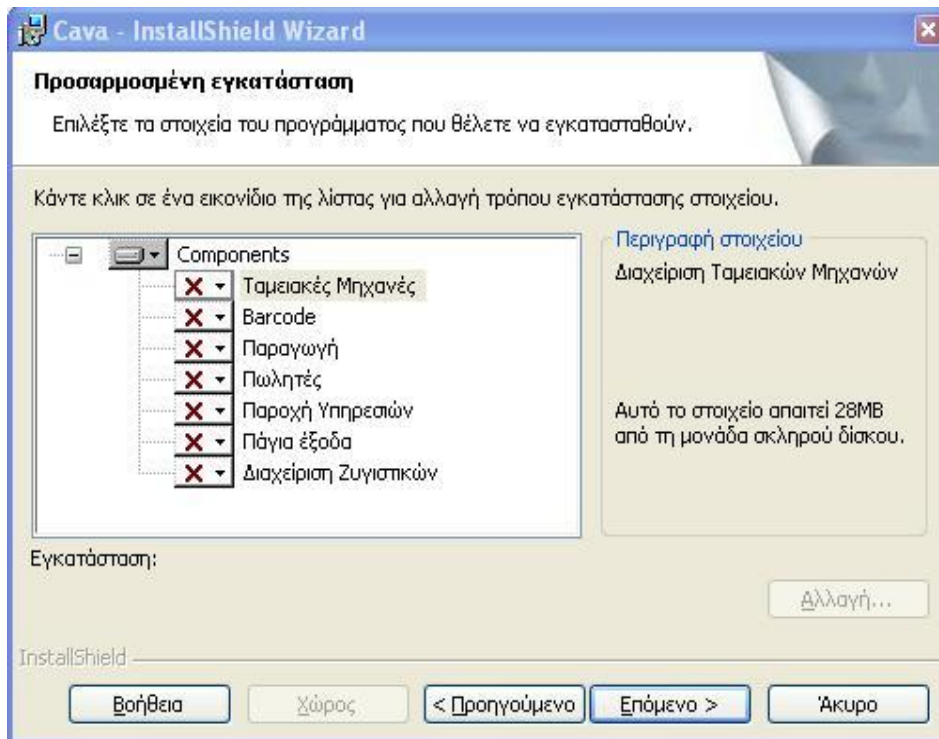 Cava - InstallShield Wizard
Προσαρμοσμένη εγκατάσταση
Επιλέξτε τα στοιχεία του προγράμματος που θέλετε να εγκατασταθούν.
Κάντε κλικ σε ένα εικονίδιο της λίστας για αλλαγή τρόπου εγκατάστασης στοιχείου.
Components
Ταμειακές Μηχανές
Barcode
Παραγωγή
Πωλητές
Παροχή Υπηρεσιών
Πάγια έξοδα
Διαχείριση Ζυγιστικών
Περιγραφή στοιχείου
Διαχείριση Ταμειακών Μηχανών
Αυτό το στοιχείο απαιτεί 28MB
από τη μονάδα σκληρού δίσκου.
Εγκατάσταση:
Αλλαγή...
InstallShield
Βοήθεια
Χώρος
< Προηγούμενο
Επόμενο >
Άκυρο